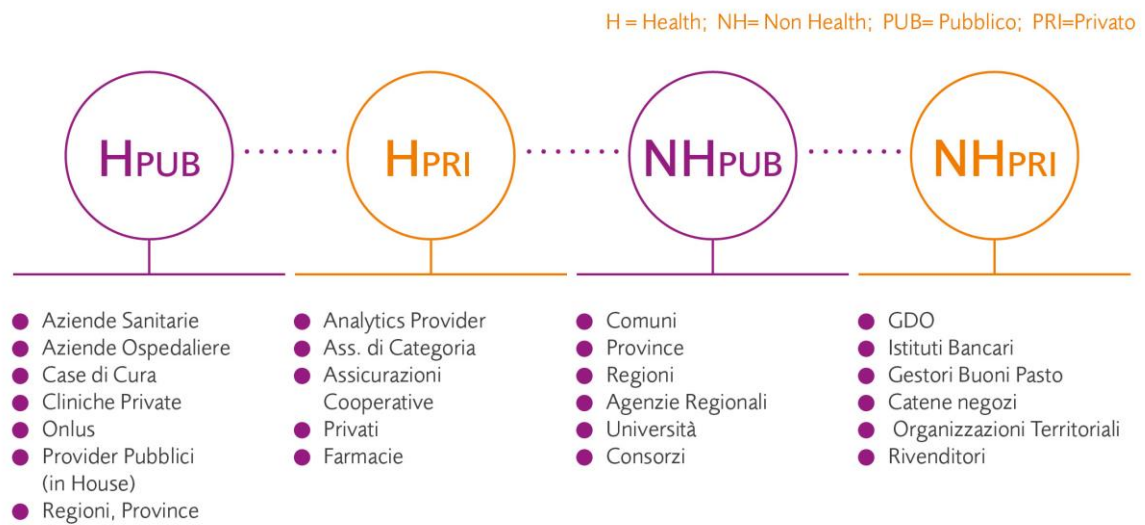 H = Health; NH= Non Health; PUB= Pubblico; PRI=Privato
HPUB
HPRI
NHPUB
NHPRI
Aziende Sanitarie
Aziende Ospedaliere
Case di Cura
Cliniche Private
Onlus
Provider Pubblici
(in House)
Regioni, Province
Analytics Provider
Ass. di Categoria
Assicurazioni
Cooperative
Privati
Farmacie
Comuni
Province
Regioni
Agenzie Regionali
Università
Consorzi
GDO
Istituti Bancari
Gestori Buoni Pasto
Catene negozi
Organizzazioni Territoriali
Rivenditori